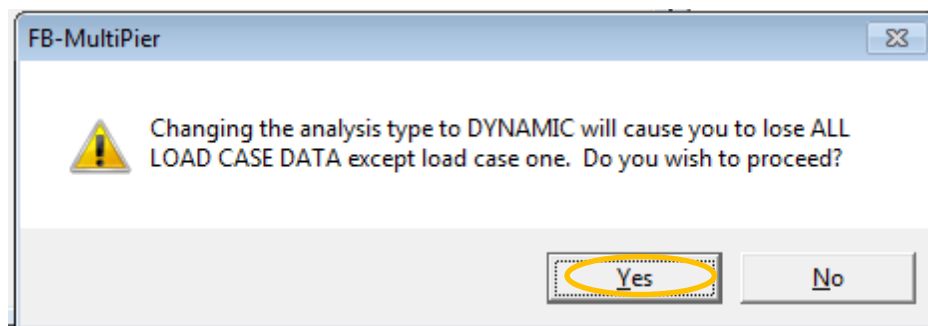 FB-MultiPier
Changing the analysis type to DYNAMIC will cause you to lose ALL
LOAD CASE DATA except load case one.  Do you wish to proceed?
Yes
No